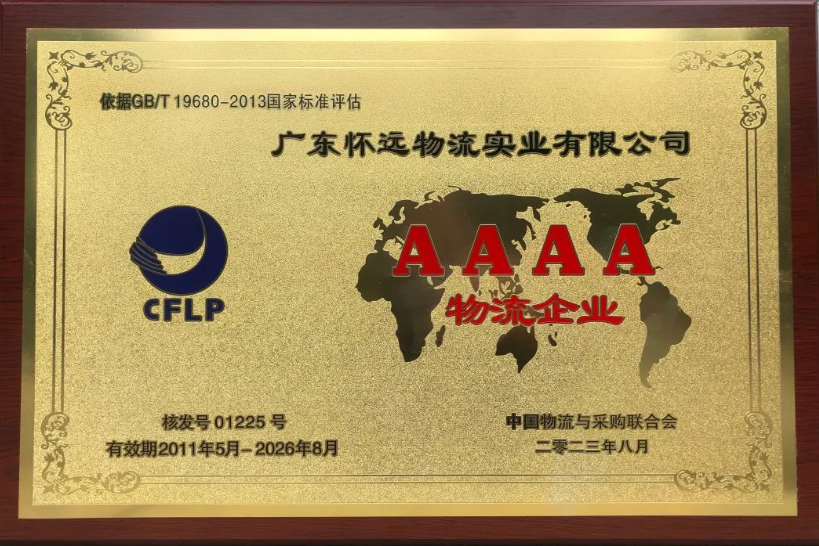 依据GB/T 19680-2013国家标准评估
广东怀远物流实业有限公司
AAAA
物流企业
CFLP
核发号 01225 号
有效期2011年5月-2026年8月
中国物流与采购联合会
二零二三年八月